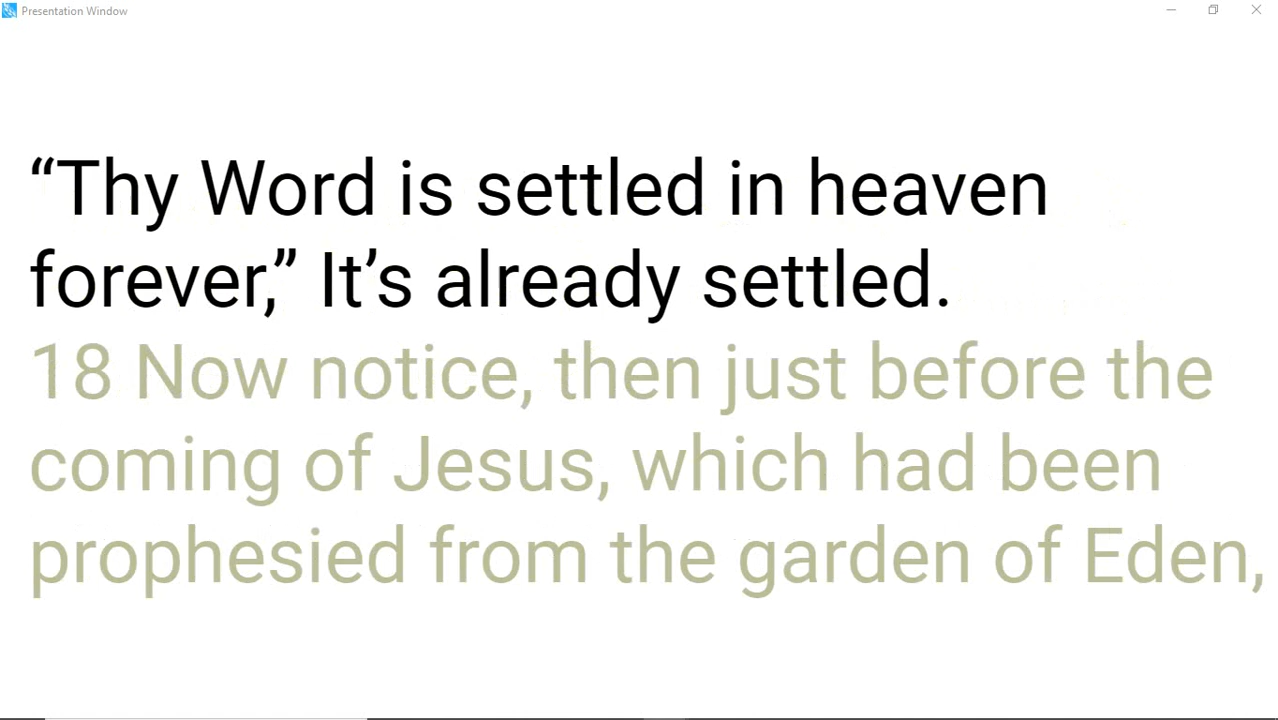 Presentation Window
“Thy Word is settled in heaven
forever,” It’s already settled.
18 Now notice, then just before the
coming of Jesus, which had been
prophesied from the garden of Eden,